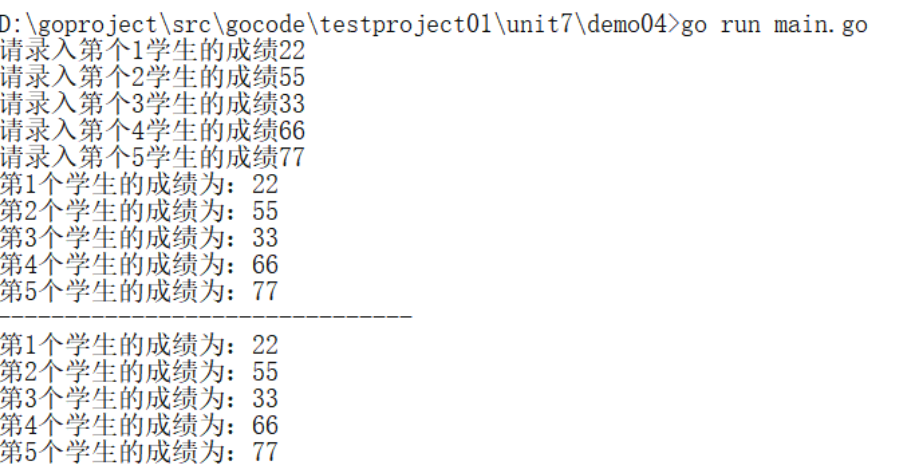 D:\goproject\src\gocode\testproject01\unit7\demo04>go run main.go
请录入第个1学生的成绩22
请录入第个2学生的成绩55
请录入第个3学生的成绩33
请录入第个4学生的成绩66
请录入第个5学生的成绩77
第1个学生的成绩为：22
第2个学生的成绩为：55
第3个学生的成绩为：33
第4个学生的成绩为：66
第5个学生的成绩为：77
-------------------------------
第1个学生的成绩为：22
第2个学生的成绩为：55
第3个学生的成绩为：33
第4个学生的成绩为：66
第5个学生的成绩为：77